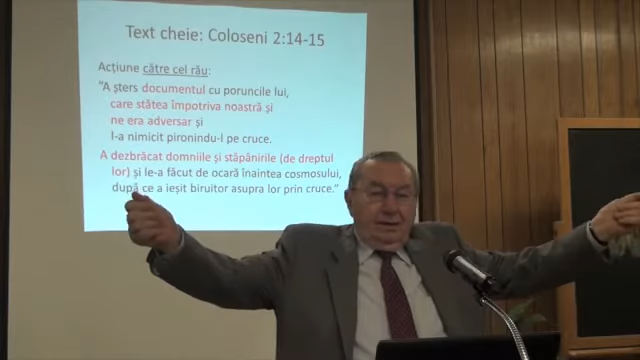 Text cheie: Coloseni 2:14-15
Acțiune către cel rău:
"A șters documentul cu poruncile lui,
care stătea împotriva noastră și
ne era adversar și
l-a nimicit pironindu-l pe cruce.
A dezbrăcat domniile și stăpânirile (de dreptul
lor) și le-a făcut de ocară înaintea cosmosului,
după ce a ieșit biruitor asupra lor prin cruce."